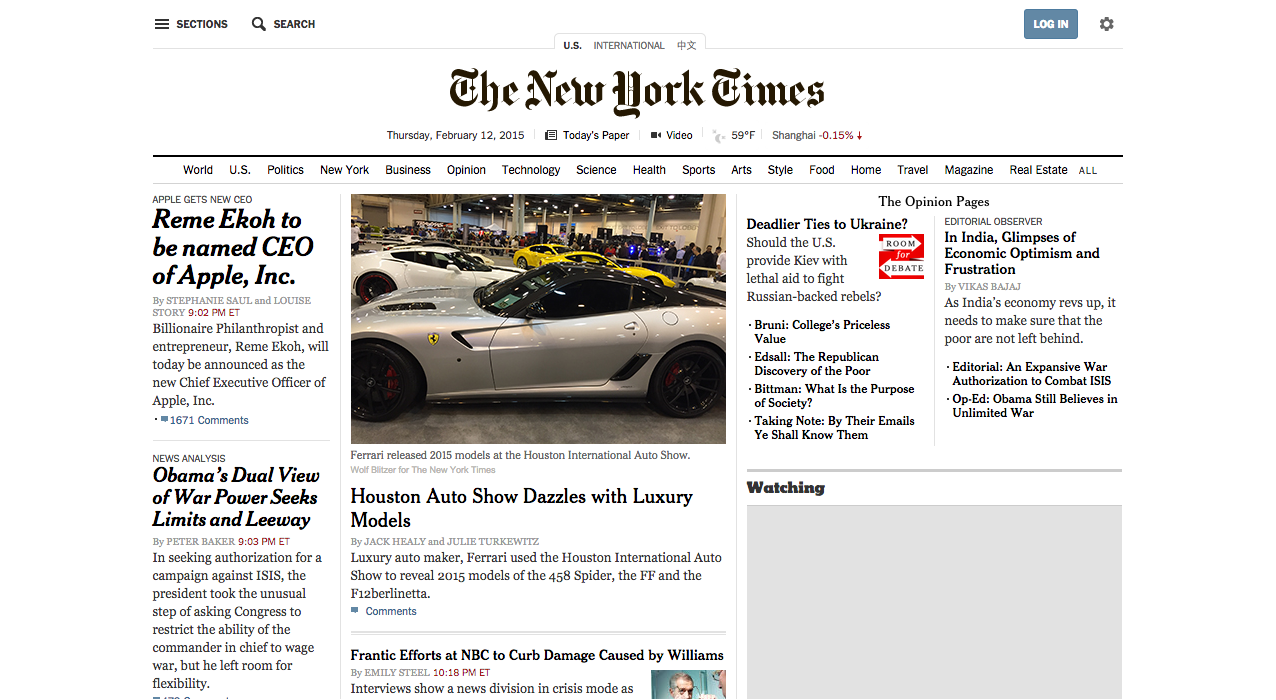 SECTIONS
SEARCH
LOG IN
U.S. INTERNATIONAL 中文
The New York Times
Thursday, February 12, 2015
Today's Paper
Video
59°F
Shanghai -0.15% ↓
World U.S. Politics New York Business Opinion Technology Science Health Sports Arts Style Food Home Travel Magazine Real Estate ALL
APPLE GETS NEW CEO
Reme Ekoh to
be named CEO
of Apple, Inc.
By STEPHANIE SAUL and LOUISE
STORY 9:02 PM ET
Billionaire Philanthropist and
entrepreneur, Reme Ekoh, will
today be announced as the
new Chief Executive Officer of
Apple, Inc.
· 1671 Comments
NEWS ANALYSIS
Obama's Dual View
of War Power Seeks
Limits and Leeway
By PETER BAKER 9:03 PM ET
In seeking authorization for a
campaign against ISIS, the
president took the unusual
step of asking Congress to
restrict the ability of the
commander in chief to wage
war, but he left room for
flexibility.
Ferrari released 2015 models at the Houston International Auto Show.
Wolf Blitzer for The New York Times
Houston Auto Show Dazzles with Luxury
Models
By JACK HEALY and JULIE TURKEWITZ
Luxury auto maker, Ferrari used the Houston International Auto
Show to reveal 2015 models of the 458 Spider, the FF and the
F12berlinetta.
Comments
Frantic Efforts at NBC to Curb Damage Caused by Williams
By EMILY STEEL 10:18 PM ET
Interviews show a news division in crisis mode as
The Opinion Pages
Deadlier Ties to Ukraine?
Should the U.S.
provide Kiev with
lethal aid to fight
Russian-backed rebels?
ROOM
for
DEBATE
· Bruni: College's Priceless
Value
· Edsall: The Republican
Discovery of the Poor
· Bittman: What Is the Purpose
of Society?
· Taking Note: By Their Emails
Ye Shall Know Them
EDITORIAL OBSERVER
In India, Glimpses of
Economic Optimism and
Frustration
By VIKAS BAJAJ
As India's economy revs up, it
needs to make sure that the
poor are not left behind.
· Editorial: An Expansive War
Authorization to Combat ISIS
· Op-Ed: Obama Still Believes in
Unlimited War
Watching